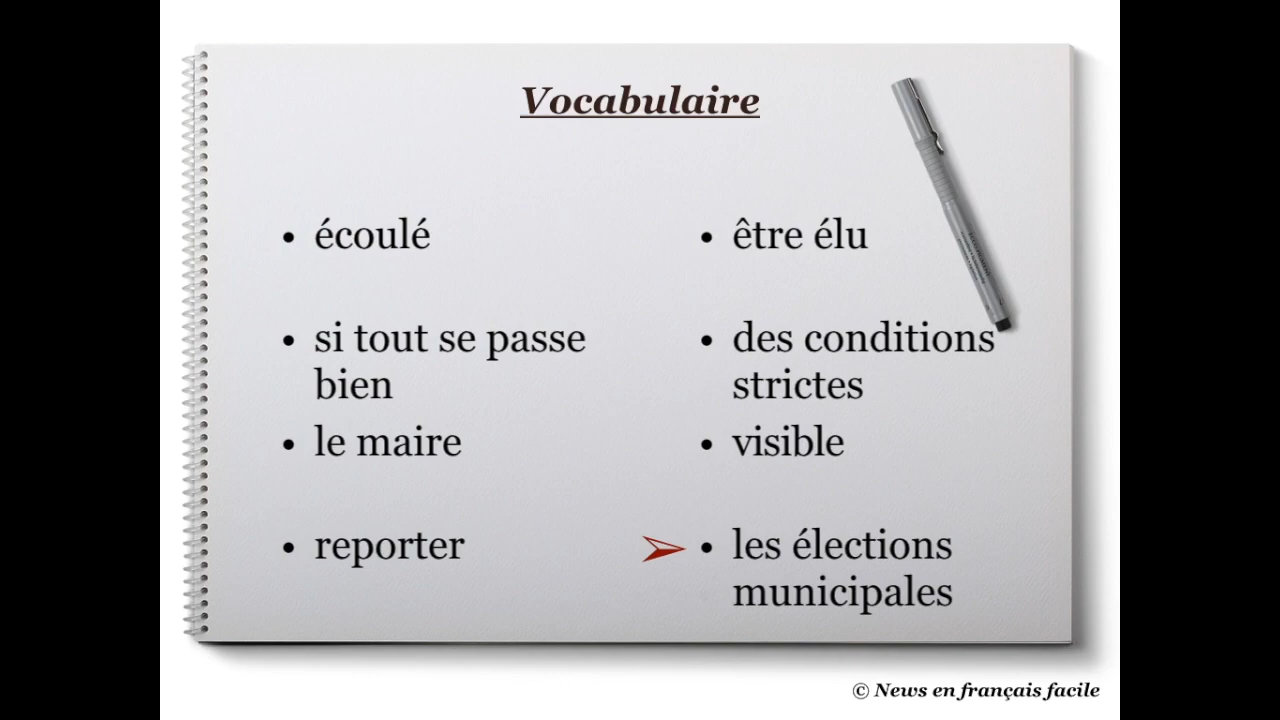 Vocabulaire
• écoulé
• si tout se passe
bien
• le maire
• reporter
• être élu
• des conditions
strictes
• visible
• les élections
municipales
© News en français facile